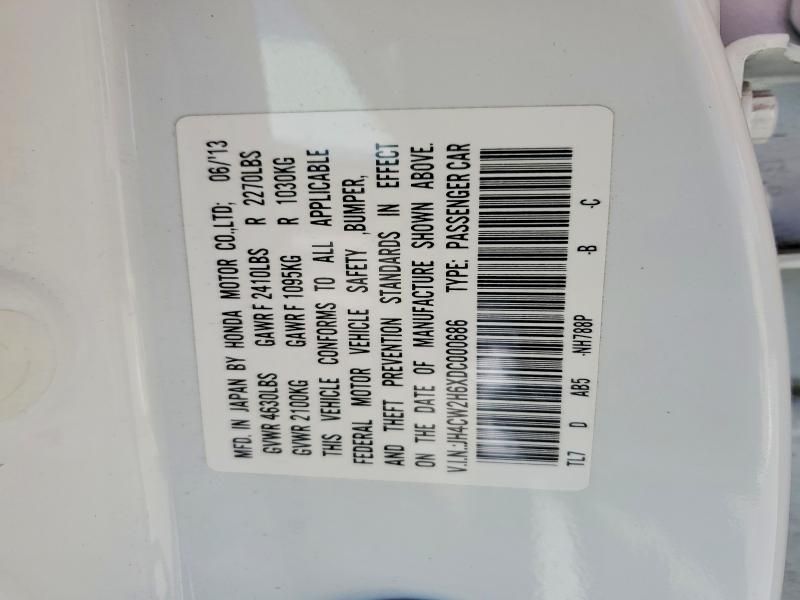 MFD. IN JAPAN BY HONDA MOTOR CO.,LTD; 06/'13
GVWR 4630LBS GAWR F 2410LBS R 2270LBS
GVWR 2100KG GAWR F 1095KG R 1030KG
THIS VEHICLE CONFORMS TO ALL APPLICABLE
FEDERAL MOTOR VEHICLE SAFETY ,BUMPER,
AND THEFT PREVENTION STANDARDS IN EFFECT
ON THE DATE OF MANUFACTURE SHOWN ABOVE.
V.I.N.:JH4CW2H6XDC000686 TYPE: PASSENGER CAR
TL7 D AB5 -NH788P -B -C